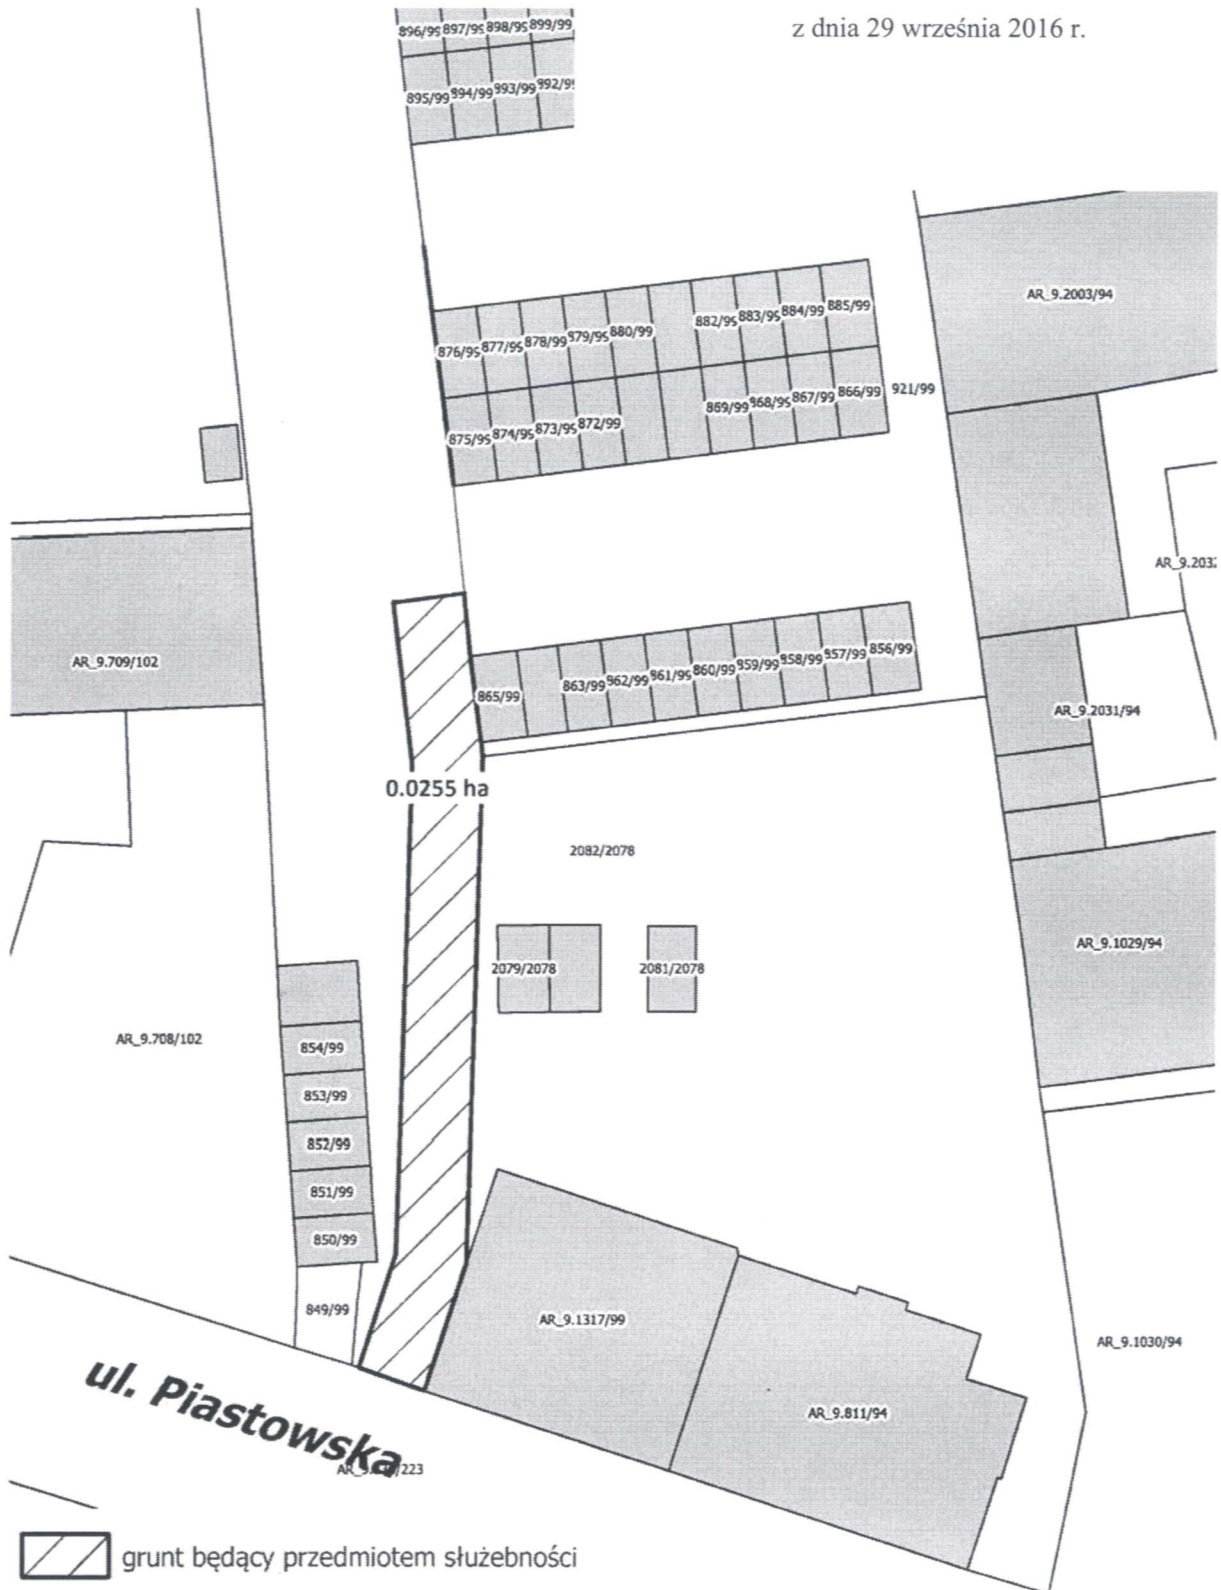 z dnia 29 września 2016 r.
896/99 897/99 898/99 899/99
895/99 894/99 893/99 892/99
AR_9.2003/94
876/99 877/99 878/99 879/99 880/99 882/99 883/99 884/99 885/99
875/99 874/99 873/99 872/99 869/99 868/99 867/99 866/99 921/99
AR_9.2032
AR_9.709/102
865/99 863/99 862/99 861/99 860/99 859/99 858/99 857/99 856/99
AR_9.2031/94
0.0255 ha
2082/2078
AR_9.1029/94
2079/2078 2081/2078
AR_9.708/102
854/99
853/99
852/99
851/99
850/99
849/99
AR_9.1317/99
AR_9.1030/94
AR_9.811/94
ul. Piastowska
/223
grunt będący przedmiotem służebności